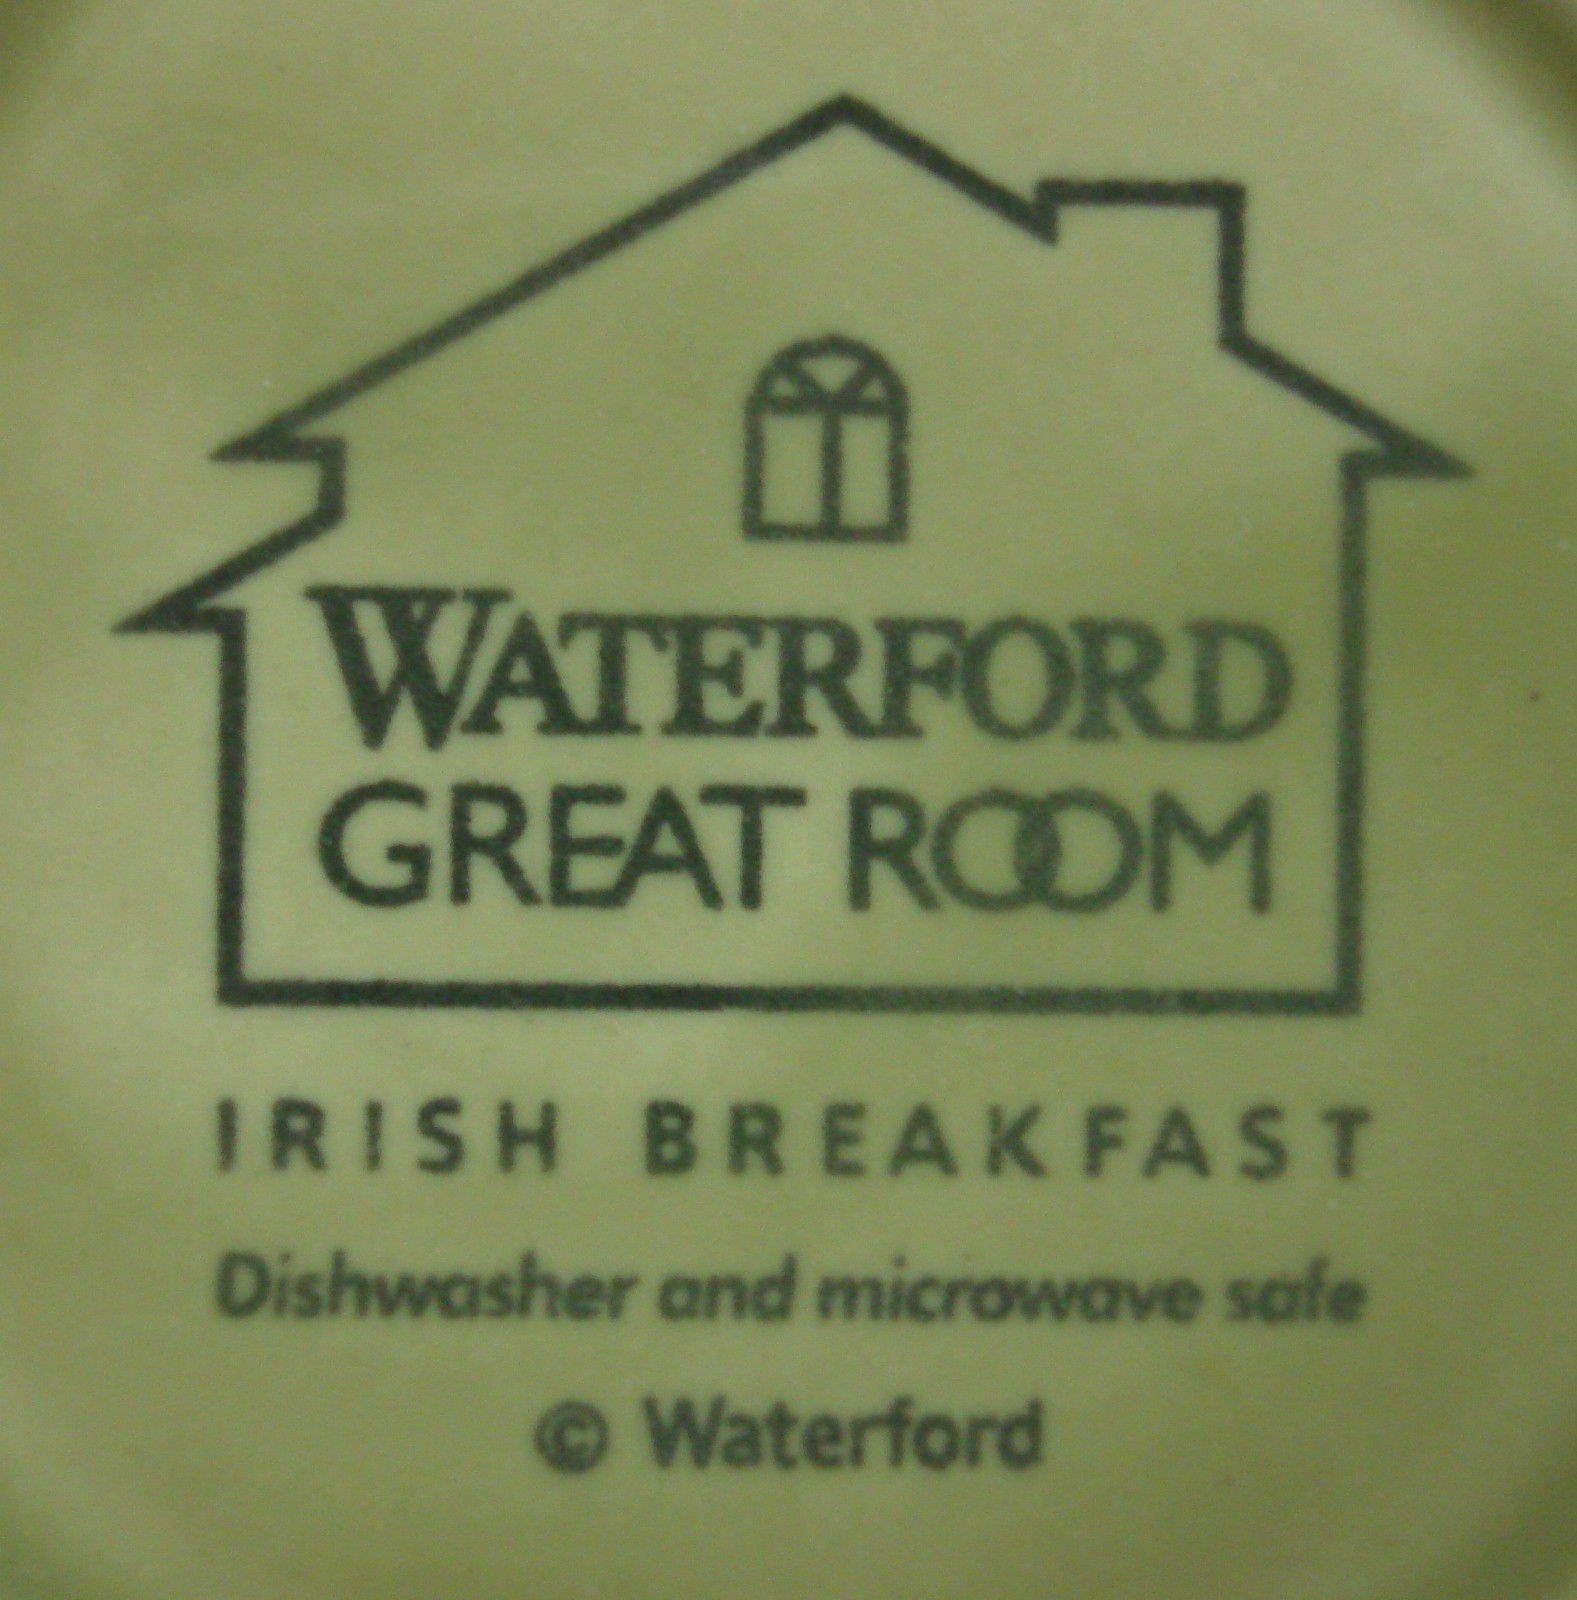 WATERFORD
GREAT ROOM
IRISH BREAKFAST
Dishwasher and microwave safe
© Waterford